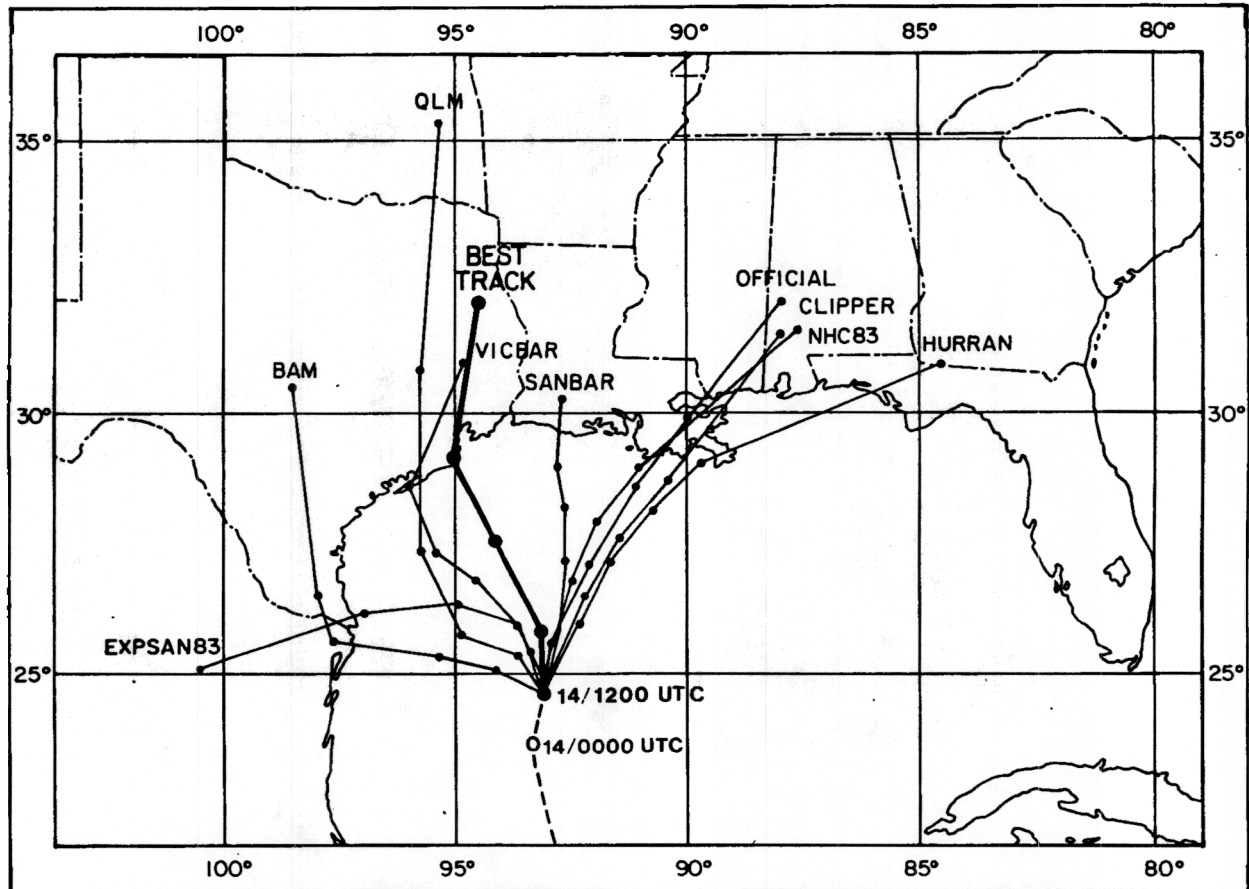 100° 95° 90° 85° 80°
QLM
35° 35°
BEST
TRACK
OFFICIAL
CLIPPER
NHC83
HURRAN
VICBAR
BAM
SANBAR
30° 30°
EXPSAN83
25° 25°
14/1200 UTC
14/0000 UTC
100° 95° 90° 85° 80°